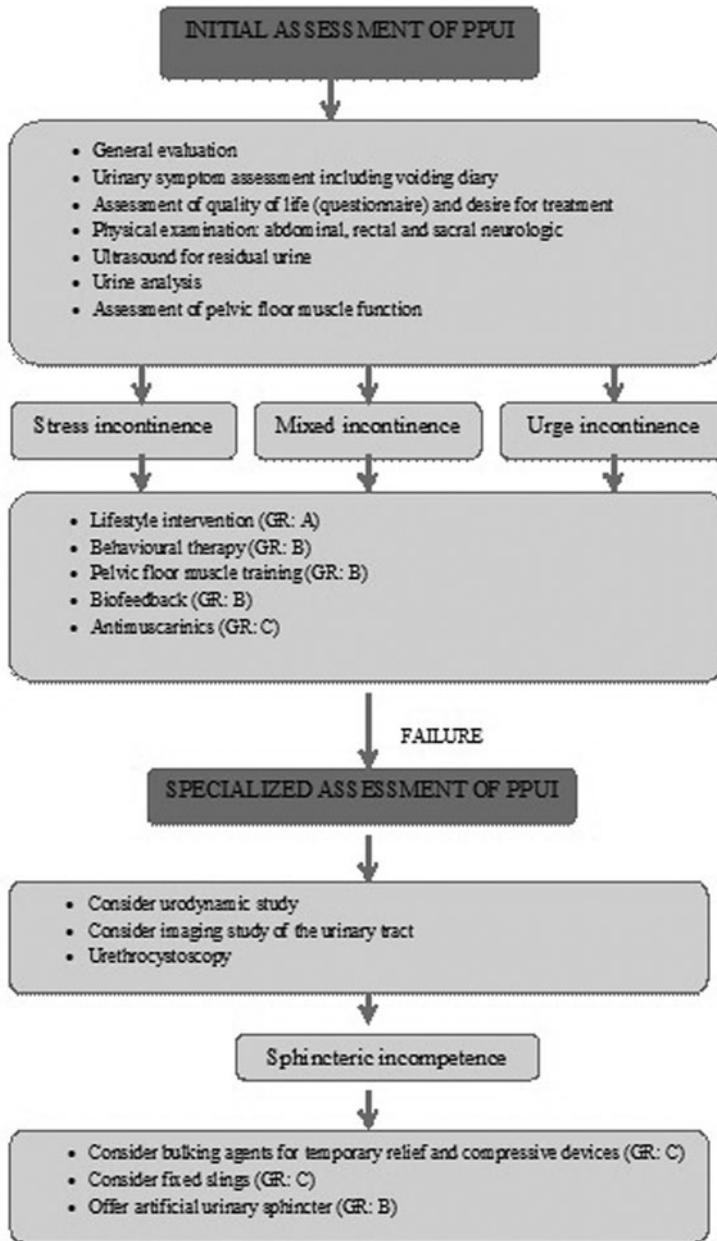 INITIAL ASSESSMENT OF PPUI
• General evaluation
• Urinary symptom assessment including voiding diary
• Assessment of quality of life (questionnaire) and desire for treatment
• Physical examination: abdominal, rectal and sacral neurologic
• Ultrasound for residual urine
• Urine analysis
• Assessment of pelvic floor muscle function
Stress incontinence
Mixed incontinence
Urge incontinence
• Lifestyle intervention (GR: A)
• Behavioural therapy (GR: B)
• Pelvic floor muscle training (GR: B)
• Biofeedback (GR: B)
• Antimuscarinics (GR: C)
FAILURE
SPECIALIZED ASSESSMENT OF PPUI
• Consider urodynamic study
• Consider imaging study of the urinary tract
• Urethrocystoscopy
Sphincteric incompetence
• Consider bulking agents for temporary relief and compressive devices (GR: C)
• Consider fixed slings (GR: C)
• Offer artificial urinary sphincter (GR: B)